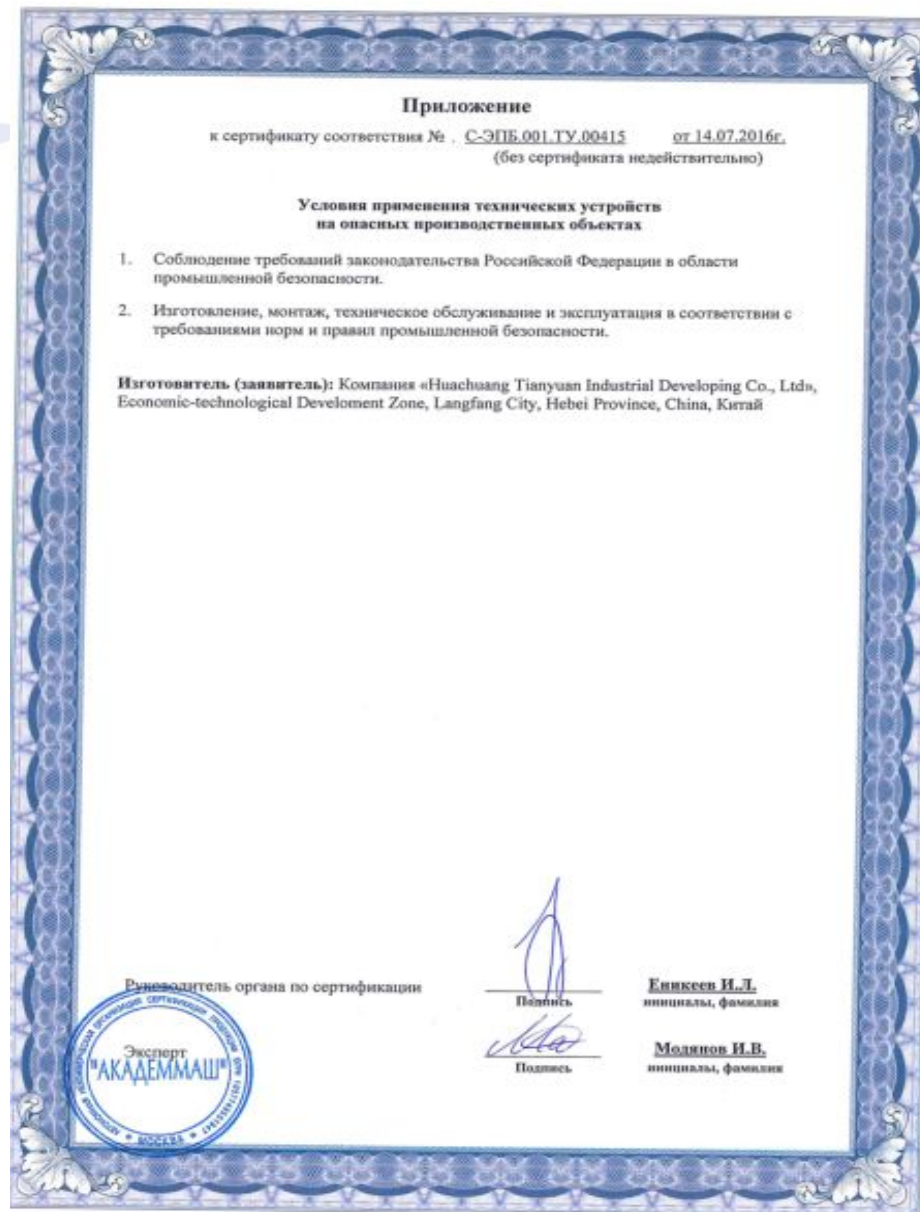 Приложение
к сертификату соответствия № . С-ЭПБ.001.ТУ.00415 от 14.07.2016г.
(без сертификата недействительно)
Условия применения технических устройств
на опасных производственных объектах
1. Соблюдение требований законодательства Российской Федерации в области
промышленной безопасности.
2. Изготовление, монтаж, техническое обслуживание и эксплуатация в соответствии с
требованиями норм и правил промышленной безопасности.
Изготовитель (заявитель): Компания «Huachuang Tianyuan Industrial Developing Co., Ltd»,
Economic-technological Develoment Zone, Langfang City, Hebei Province, China, Китай
Руководитель органа по сертификации
Подпись
Еникеев И.Л.
инициалы, фамилия
Эксперт
Подпись
Модянов И.В.
инициалы, фамилия
"АКАДЕММАШ"
МОСКВА